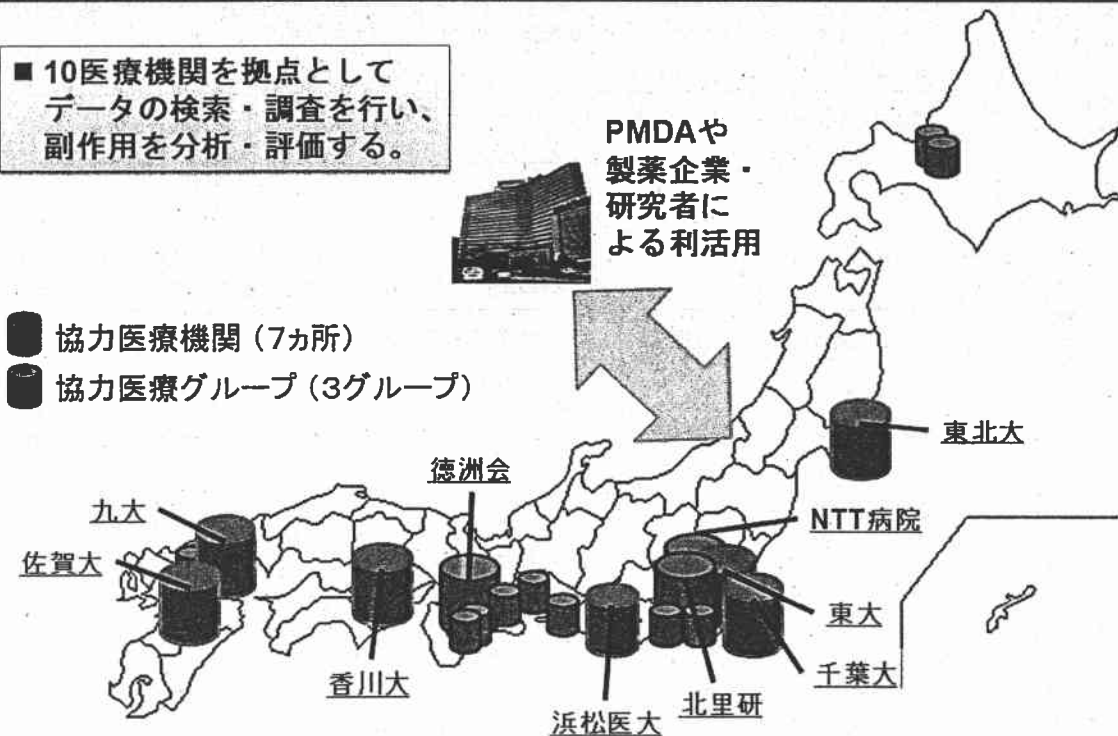 ■ 10医療機関を拠点として
データの検索・調査を行い、
副作用を分析・評価する。
PMDAや
製薬企業・
研究者に
よる利活用
協力医療機関（7ヵ所）
協力医療グループ（3グループ）
東北大
徳洲会
九大
NTT病院
佐賀大
東大
千葉大
香川大
北里研
浜松医大